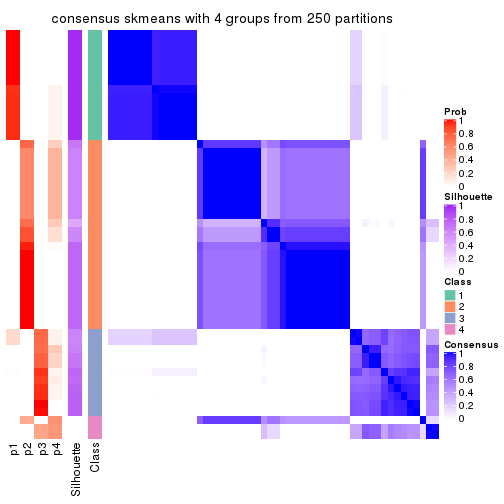 consensus skmeans with 4 groups from 250 partitions
Prob
1
0.8
0.6
0.4
0.2
0
Silhouette
1
0.8
0.6
0.4
0.2
0
Class
1
2
3
4
Consensus
1
0.8
0.6
0.4
0.2
0
p1
p2
p3
p4
Silhouette
Class